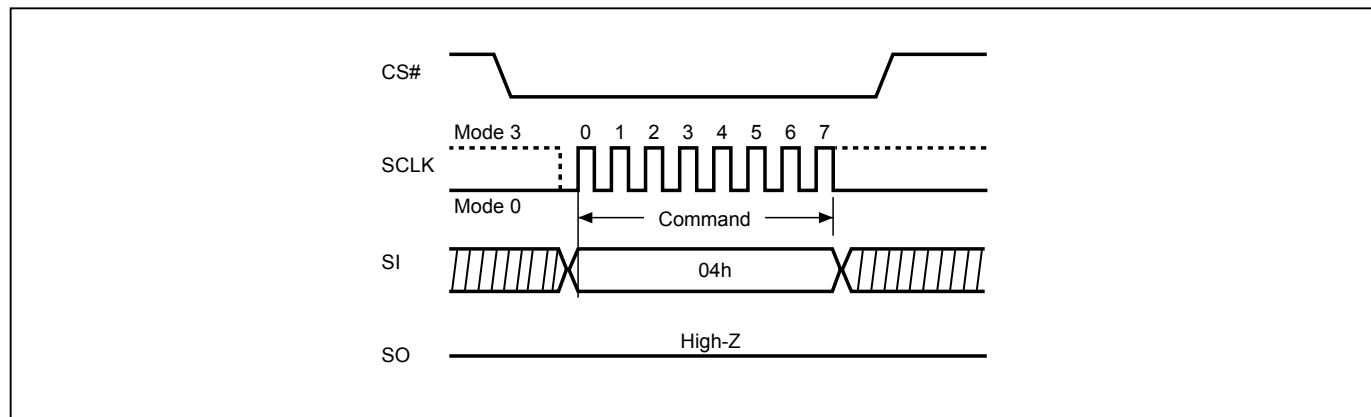 CS#
Mode 3 0 1 2 3 4 5 6 7
SCLK
Mode 0
Command
SI
04h
High-Z
SO